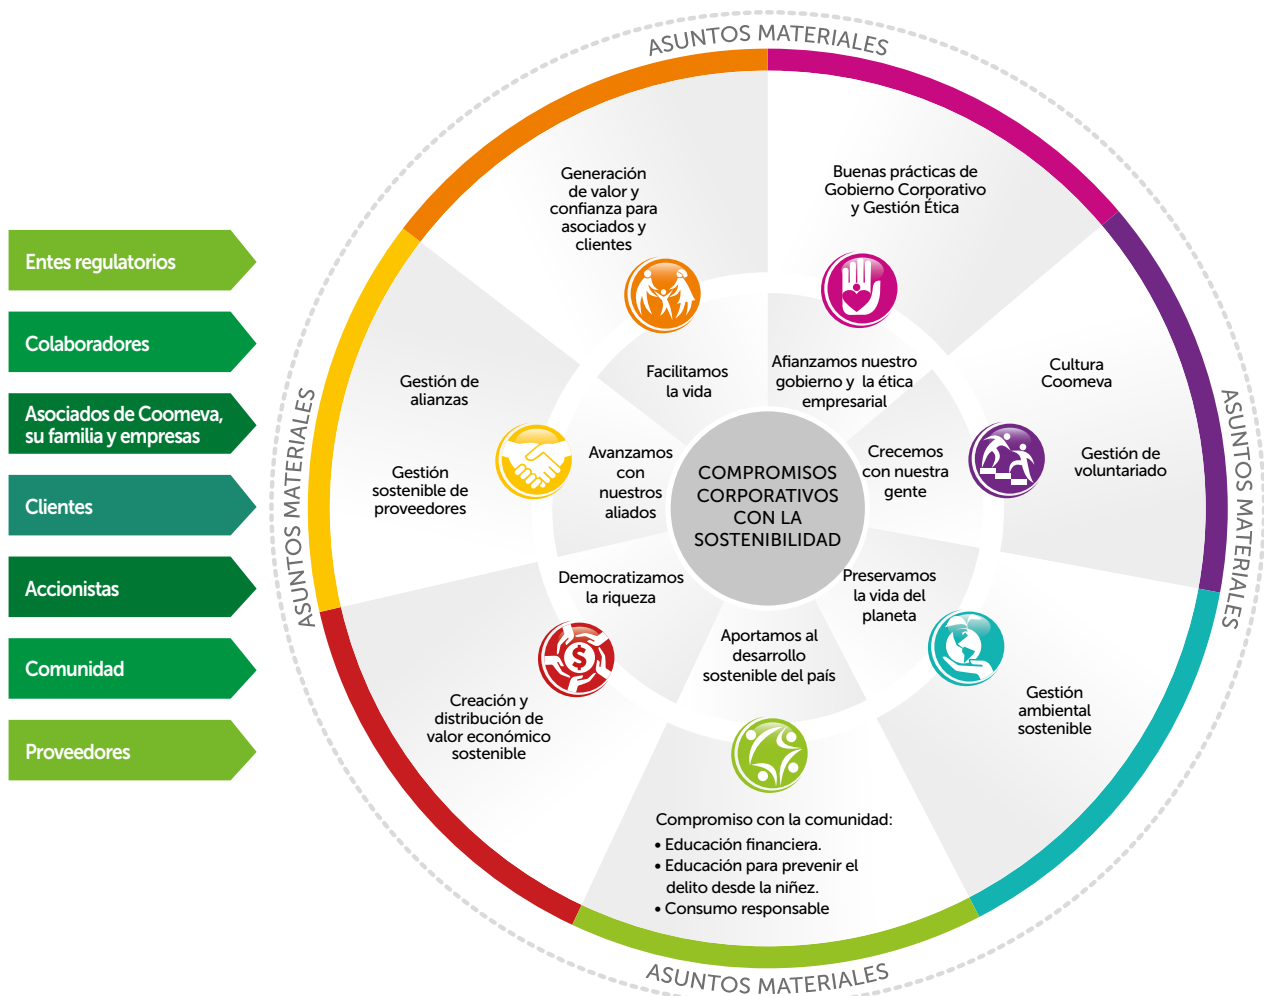 ASUNTOS MATERIALES
Entes regulatorios
Colaboradores
Asociados de Coomeva,
su familia y empresas
Clientes
Accionistas
Comunidad
Proveedores
ASUNTOS MATERIALES
Generación
de valor y
confianza para
asociados y
clientes
Buenas prácticas de
Gobierno Corporativo
y Gestión Ética
Cultura
Coomeva
Gestión de
voluntariado
Gestión
ambiental
sostenible
Compromiso con la comunidad:
• Educación financiera.
• Educación para prevenir el
delito desde la niñez.
• Consumo responsable
Creación y
distribución de
valor económico
sostenible
Gestión de
alianzas
Gestión
sostenible de
proveedores
Facilitamos
la vida
Afianzamos nuestro
gobierno y la ética
empresarial
Crecemos
con nuestra
gente
Preservamos
la vida del
planeta
Aportamos al
desarrollo
sostenible del país
Democratizamos
la riqueza
$
Avanzamos
con
nuestros
aliados
COMPROMISOS
CORPORATIVOS
CON LA
SOSTENIBILIDAD
ASUNTOS MATERIALES
ASUNTOS MATERIALES